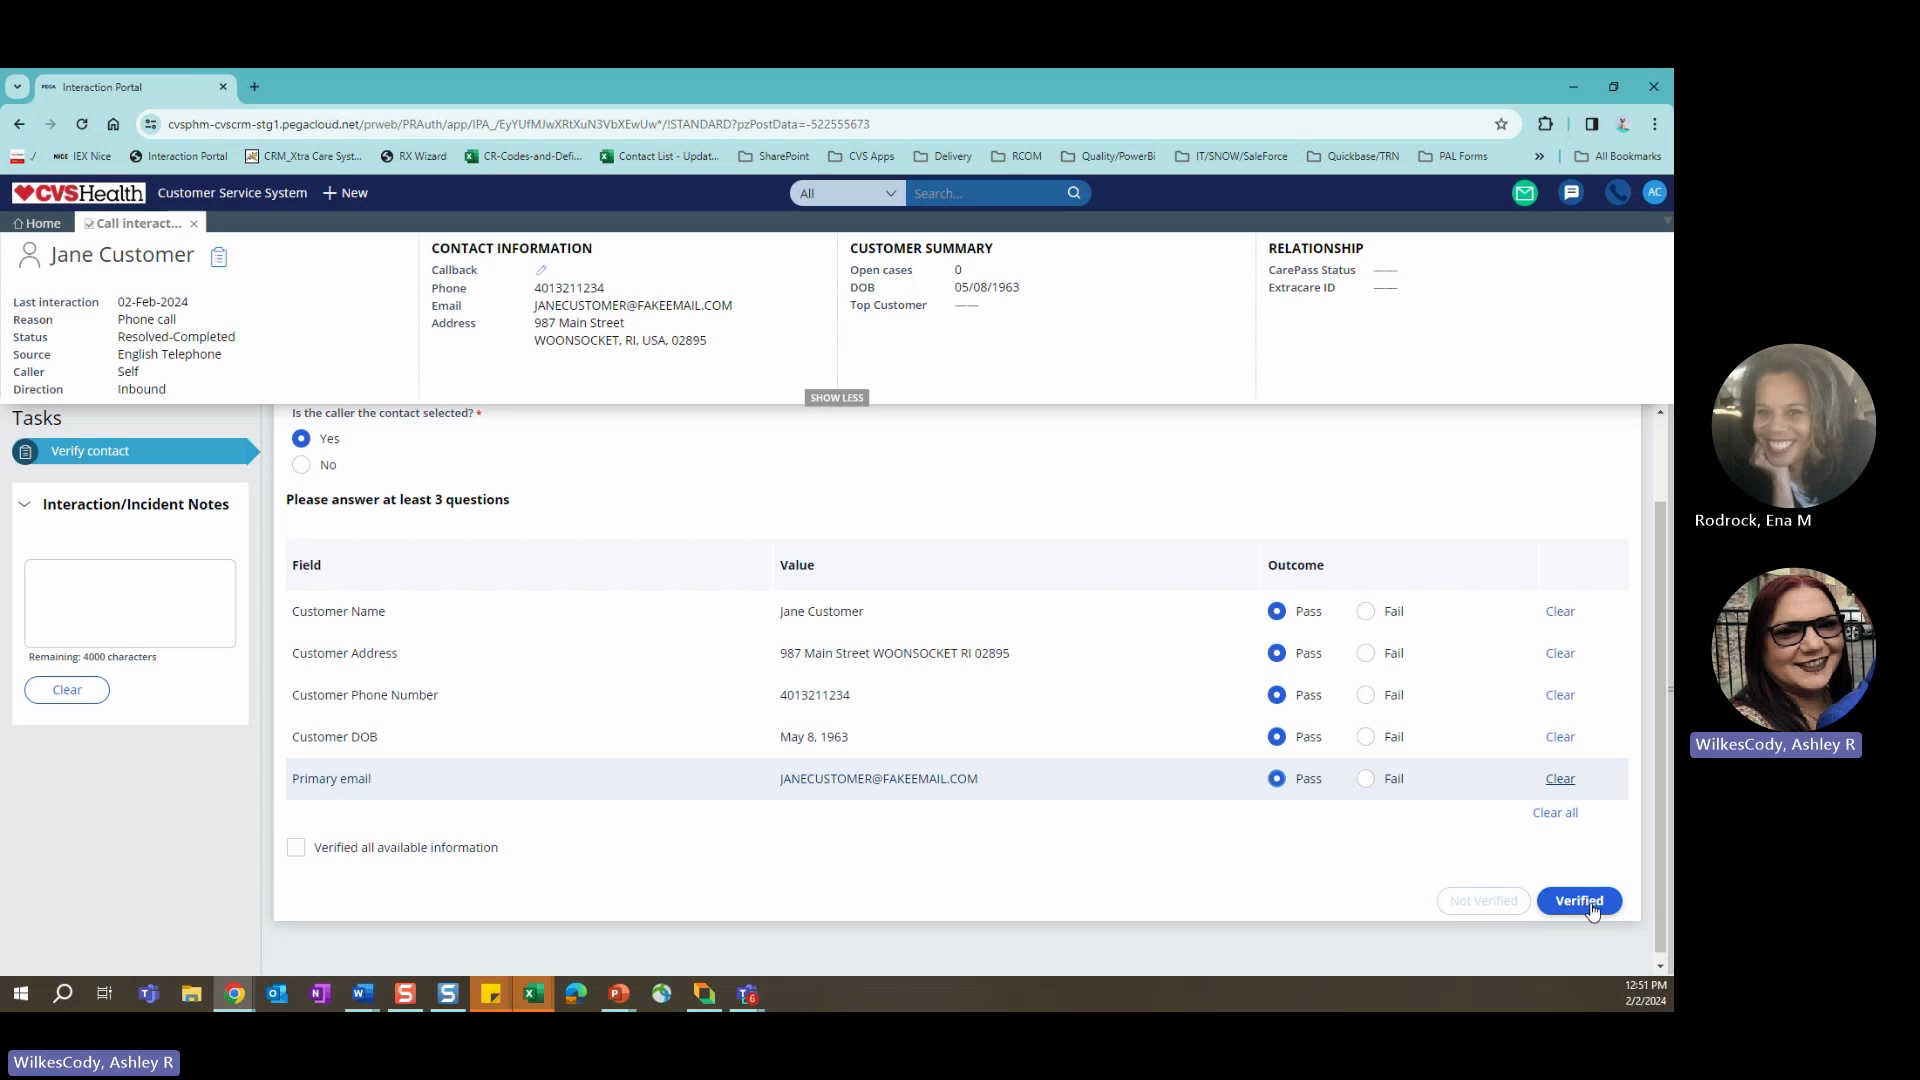 PEGA Interaction Portal
cvsphm-cvscrm-stg1.pegacloud.net/prweb/PRAuth/app/IPA_/EyYUfMJwXRtXuN3VbXEwUw*/!STANDARD?pzPostData=-522555673
NICE IEX Nice Interaction Portal CRM_Xtra Care Syst... RX Wizard CR-Codes-and-Defi... Contact List - Updat... SharePoint CVS Apps Delivery RCOM Quality/PowerBi IT/SNOW/SaleForce Quickbase/TRN PAL Forms » All Bookmarks
CVSHealth Customer Service System + New All Search... AC
Home Call interact...
Jane Customer
Last interaction 02-Feb-2024
Reason Phone call
Status Resolved-Completed
Source English Telephone
Caller Self
Direction Inbound
CONTACT INFORMATION
Callback
Phone 4013211234
Email JANECUSTOMER@FAKEEMAIL.COM
Address 987 Main Street
WOONSOCKET, RI, USA, 02895
CUSTOMER SUMMARY
Open cases 0
DOB 05/08/1963
Top Customer ——
RELATIONSHIP
CarePass Status ——
Extracare ID ——
SHOW LESS
Tasks
Verify contact
Interaction/Incident Notes
Remaining: 4000 characters
Clear
Is the caller the contact selected? *
Yes
No
Please answer at least 3 questions
Field Value Outcome
Customer Name Jane Customer Pass Fail Clear
Customer Address 987 Main Street WOONSOCKET RI 02895 Pass Fail Clear
Customer Phone Number 4013211234 Pass Fail Clear
Customer DOB May 8, 1963 Pass Fail Clear
Primary email JANECUSTOMER@FAKEEMAIL.COM Pass Fail Clear
Clear all
Verified all available information
Not Verified Verified
Rodrock, Ena M
WilkesCody, Ashley R
12:51 PM
2/2/2024
WilkesCody, Ashley R